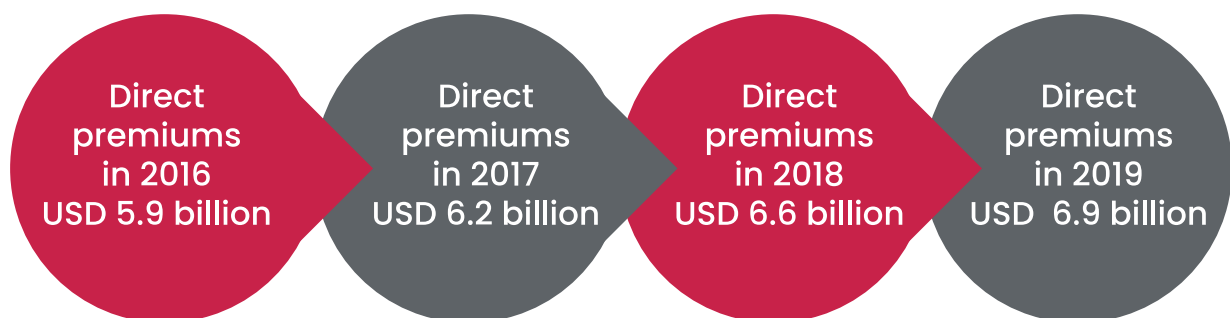 Direct
premiums
in 2016
USD 5.9 billion
Direct
premiums
in 2017
USD 6.2 billion
Direct
premiums
in 2018
USD 6.6 billion
Direct
premiums
in 2019
USD  6.9 billion